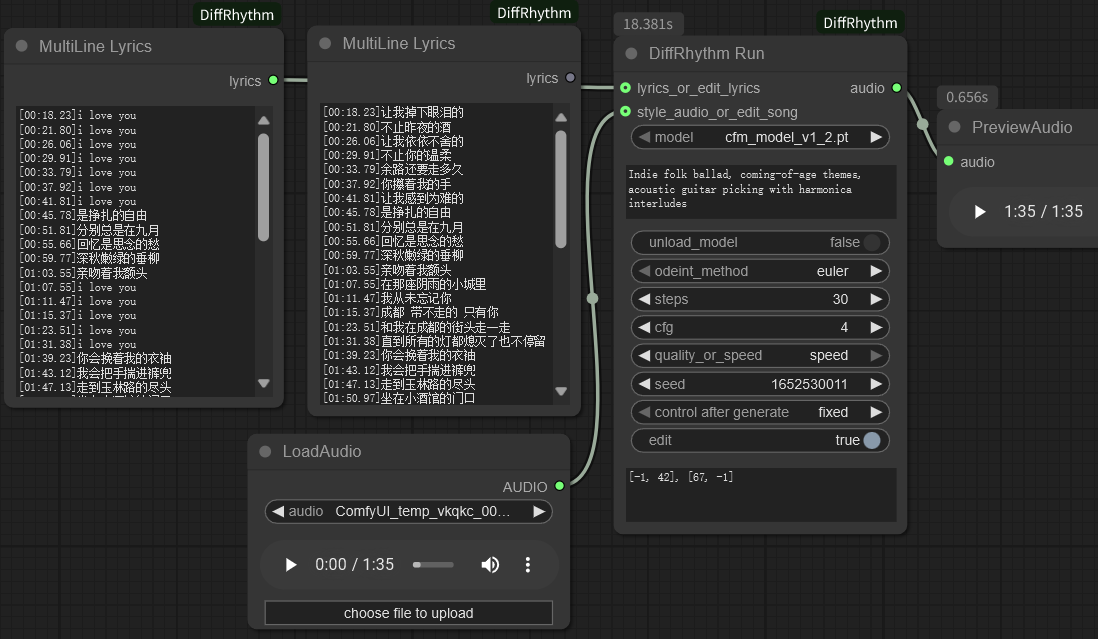 DiffRhythm
MultiLine Lyrics
lyrics
[00:18.23]i love you
[00:21.80]i love you
[00:26.06]i love you
[00:29.91]i love you
[00:33.79]i love you
[00:37.92]i love you
[00:41.81]i love you
[00:45.78]是挣扎的自由
[00:51.81]分别总是在九月
[00:55.66]回忆是思念的愁
[00:59.77]深秋嫩绿的垂柳
[01:03.55]亲吻着我额头
[01:07.55]i love you
[01:11.47]i love you
[01:15.37]i love you
[01:23.51]i love you
[01:31.38]i love you
[01:39.23]你会挽着我的衣袖
[01:43.12]我会把手揣进裤兜
[01:47.13]走到玉林路的尽头
DiffRhythm
MultiLine Lyrics
lyrics
[00:18.23]让我掉下眼泪的
[00:21.80]不止昨夜的酒
[00:26.06]让我依依不舍的
[00:29.91]不止你的温柔
[00:33.79]余路还要走多久
[00:37.92]你攥着我的手
[00:41.81]让我感到为难的
[00:45.78]是挣扎的自由
[00:51.81]分别总是在九月
[00:55.66]回忆是思念的愁
[00:59.77]深秋嫩绿的垂柳
[01:03.55]亲吻着我额头
[01:07.55]在那座阴雨的小城里
[01:11.47]我从未忘记你
[01:15.37]成都 带不走的 只有你
[01:23.51]和我在成都的街头走一走
[01:31.38]直到所有的灯都熄灭了也不停留
[01:39.23]你会挽着我的衣袖
[01:43.12]我会把手揣进裤兜
[01:47.13]走到玉林路的尽头
[01:50.97]坐在小酒馆的门口
LoadAudio
AUDIO
audio ComfyUI_temp_vkqkc_00...
0:00 / 1:35
choose file to upload
18.381s
DiffRhythm
DiffRhythm Run
lyrics_or_edit_lyrics audio
style_audio_or_edit_song
model cfm_model_v1_2.pt
Indie folk ballad, coming-of-age themes,
acoustic guitar picking with harmonica
interludes
unload_model false
odeint_method euler
steps 30
cfg 4
quality_or_speed speed
seed 1652530011
control after generate fixed
edit true
[-1, 42], [67, -1]
0.656s
PreviewAudio
audio
1:35 / 1:35